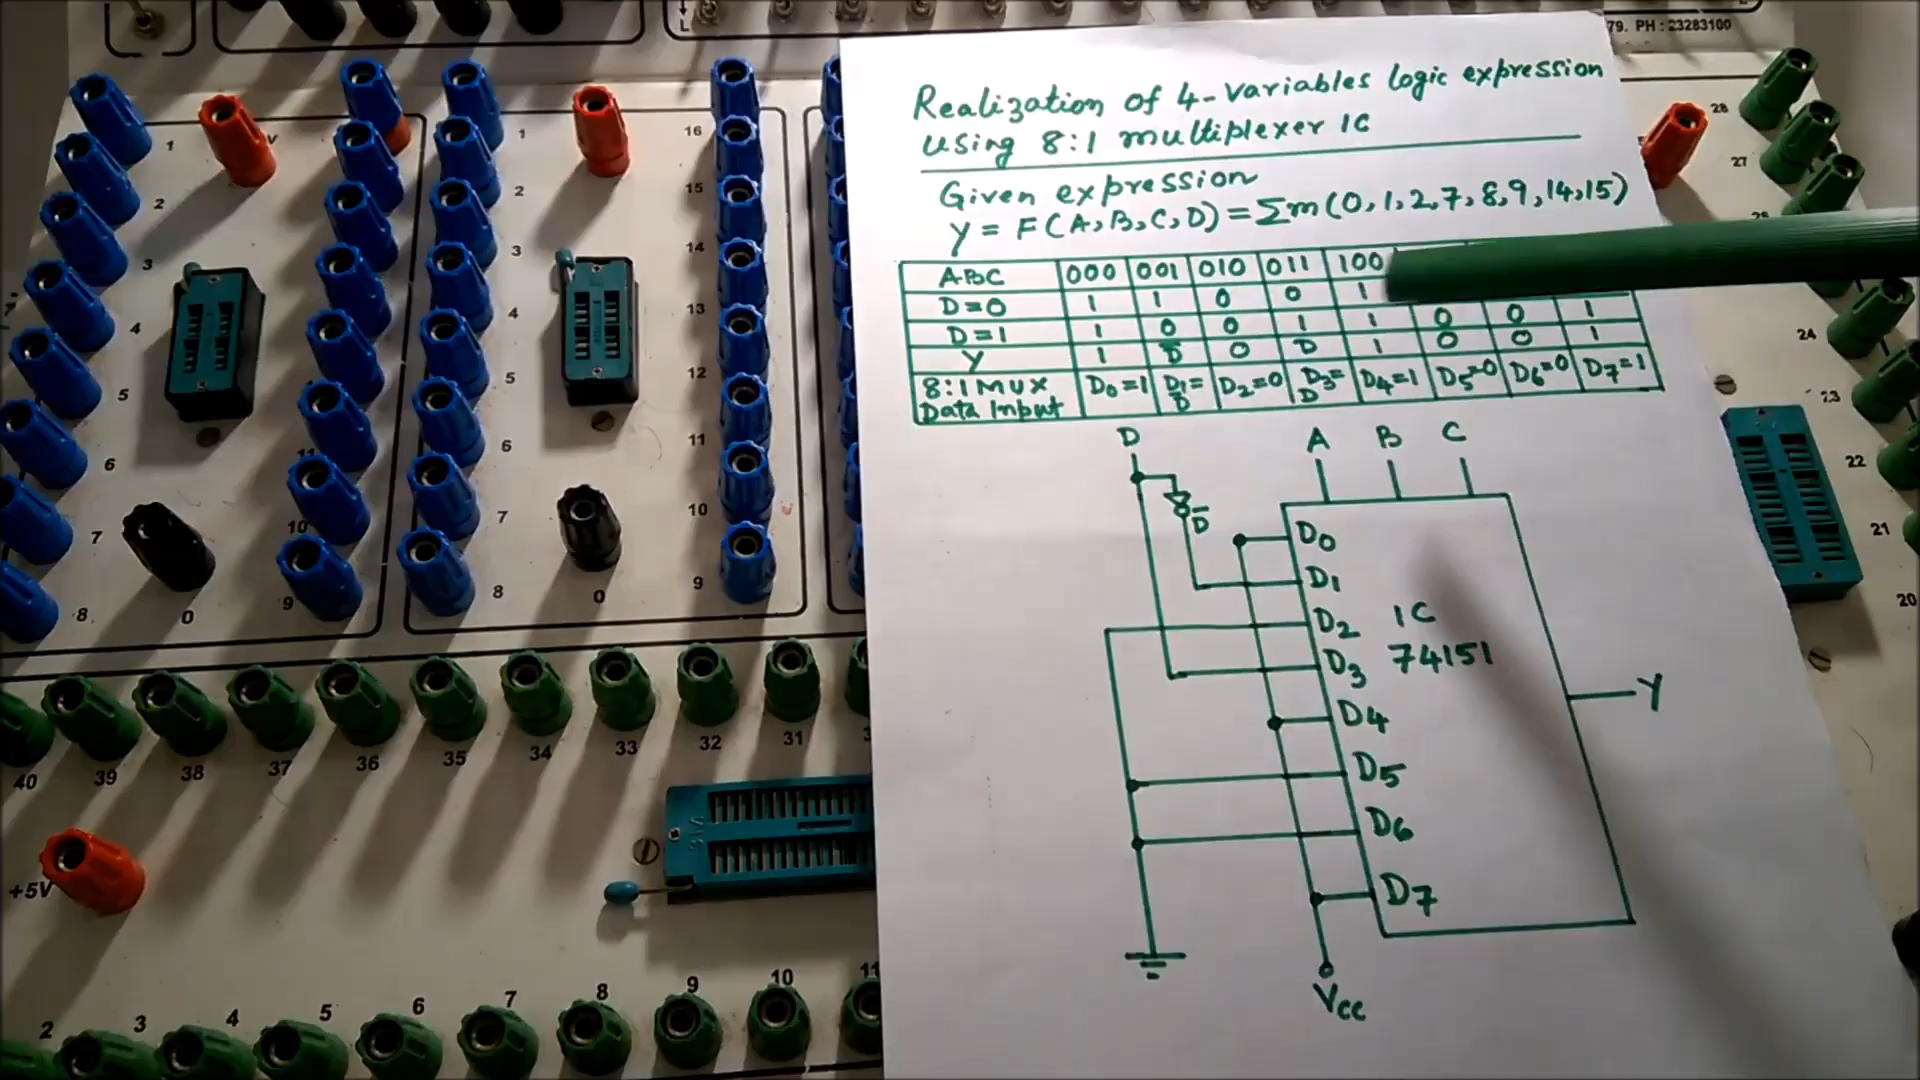 79. PH : 23283100
Realization of 4-variables logic expression
using 8:1 multiplexer IC
Given expression
Y = F(A,B,C,D) = Σm(0,1,2,7,8,9,14,15)
ABC 000 001 010 011 100
D=0 1 1 0 0 1
D=1 1 0 0 1 1 0 0 1
Y 1 D̅ 0 D 1 0 0 1
8:1 MUX D0=1 D1= D2=0 D3= D4=1 D5=0 D6=0 D7=1
Data Input D̅ D
D A B C
D̅
D0
D1
D2 IC
D3 74151
D4 Y
D5
D6
D7
Vcc
1 V 1 16 28
2 2 15 27
3 3 14
4 4 13 24
5 5 12 23
6 11 6 11 22
7 10 7 10 21
8 0 9 8 0 9 20
40 39 38 37 36 35 34 33 32 31
+5V
2 3 4 5 6 7 8 9 10 11